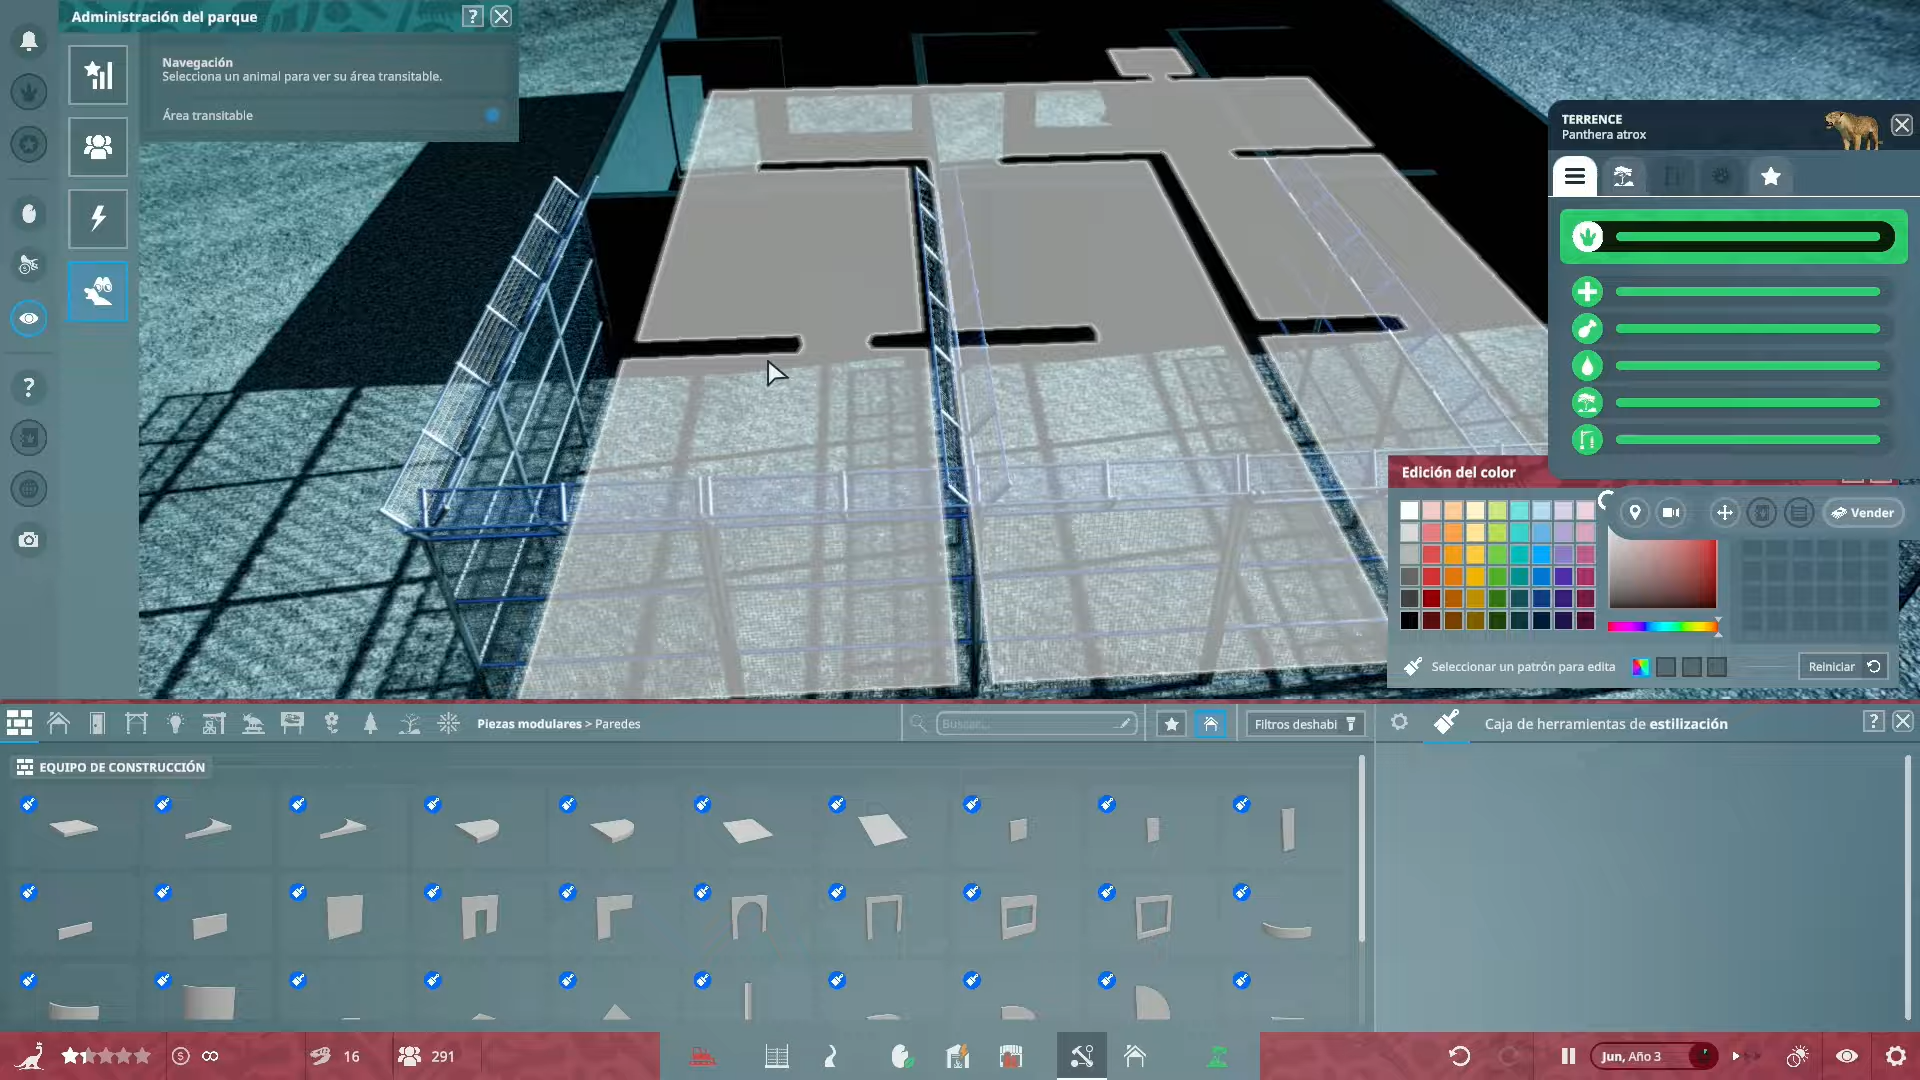 Administración del parque
?
Navegación
Selecciona un animal para ver su área transitable.
Área transitable
?
TERRENCE
Panthera atrox
Edición del color
Vender
Seleccionar un patrón para edita
Reiniciar
Piezas modulares > Paredes
Buscar...
Filtros deshabi
Caja de herramientas de estilización
?
EQUIPO DE CONSTRUCCIÓN
∞
16
291
Jun, Año 3